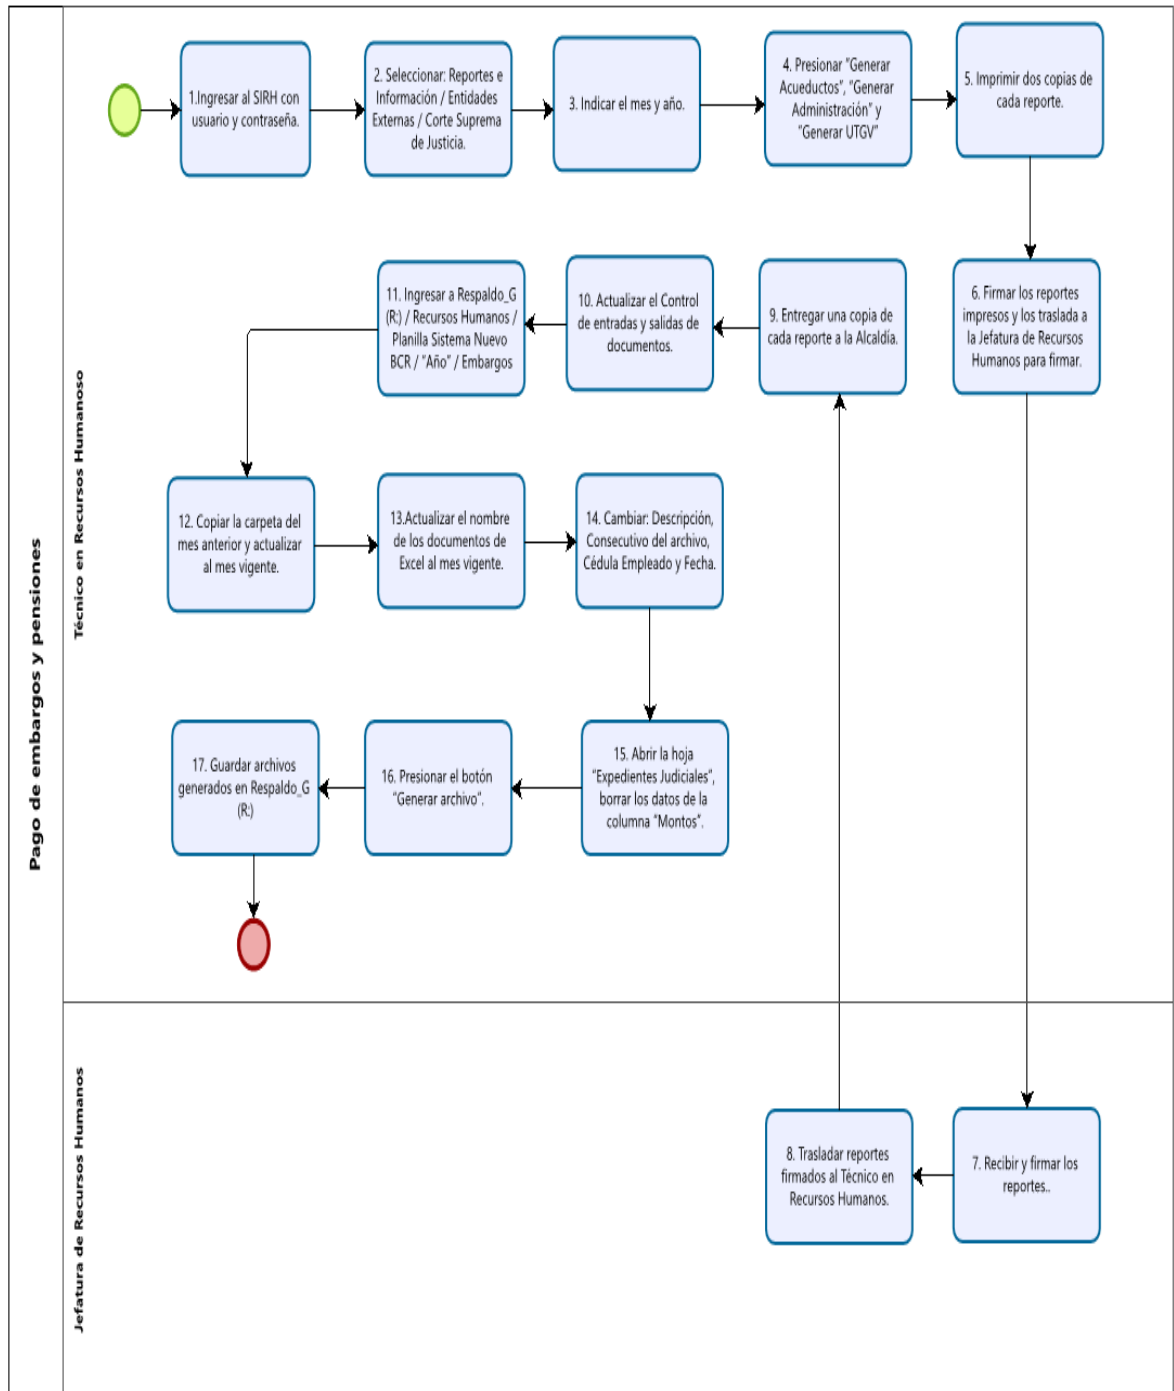 Pago de embargos y pensiones
Técnico en Recursos Humanoso
1.Ingresar al SIRH con
usuario y contraseña.
2. Seleccionar: Reportes e
Información / Entidades
Externas / Corte Suprema
de Justicia.
3. Indicar el mes y año.
4. Presionar "Generar
Acueductos", "Generar
Administración" y
"Generar UTGV"
5. Imprimir dos copias de
cada reporte.
6. Firmar los reportes
impresos y los traslada a
la Jefatura de Recursos
Humanos para firmar.
9. Entregar una copia de
cada reporte a la Alcaldía.
10. Actualizar el Control
de entradas y salidas de
documentos.
11. Ingresar a Respaldo_G
(R:) / Recursos Humanos /
Planilla Sistema Nuevo
BCR / "Año" / Embargos
12. Copiar la carpeta del
mes anterior y actualizar
al mes vigente.
13.Actualizar el nombre
de los documentos de
Excel al mes vigente.
14. Cambiar: Descripción,
Consecutivo del archivo,
Cédula Empleado y Fecha.
15. Abrir la hoja
"Expedientes Judiciales",
borrar los datos de la
columna "Montos".
16. Presionar el botón
"Generar archivo".
17. Guardar archivos
generados en Respaldo_G
(R:)
Jefatura de Recursos Humanos
7. Recibir y firmar los
reportes..
8. Trasladar reportes
firmados al Técnico en
Recursos Humanos.